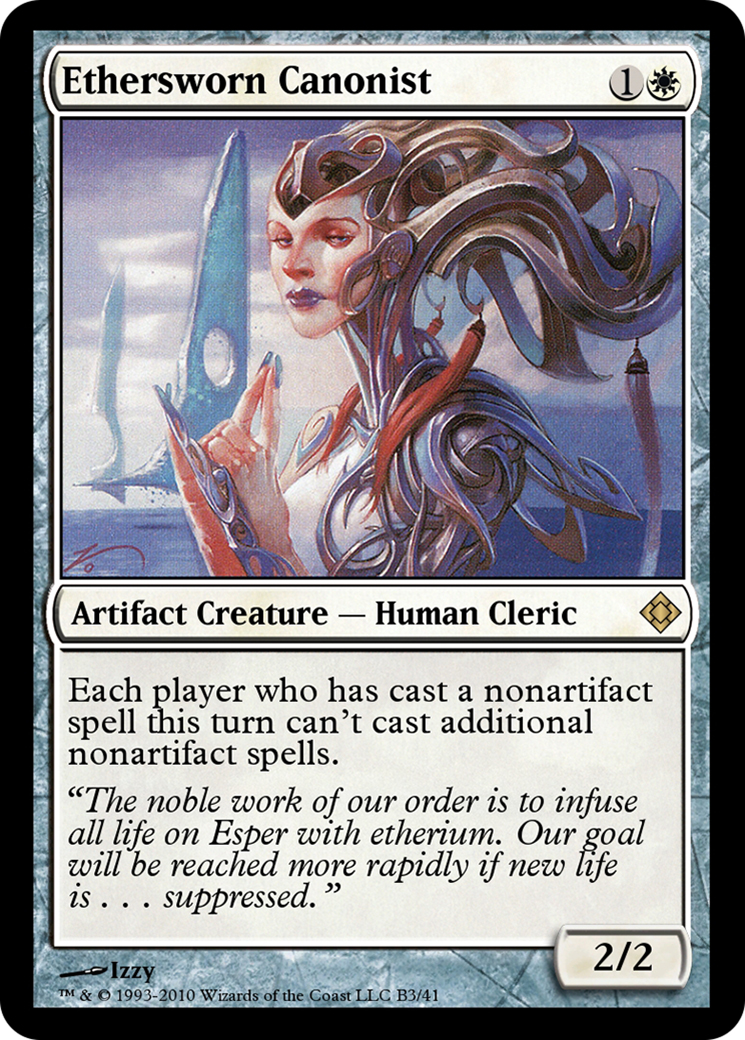 Ethersworn Canonist 1
Artifact Creature — Human Cleric
Each player who has cast a nonartifact
spell this turn can't cast additional
nonartifact spells.
“The noble work of our order is to infuse
all life on Esper with etherium. Our goal
will be reached more rapidly if new life
is . . . suppressed.”
2/2
Izzy
™ & © 1993-2010 Wizards of the Coast LLC B3/41